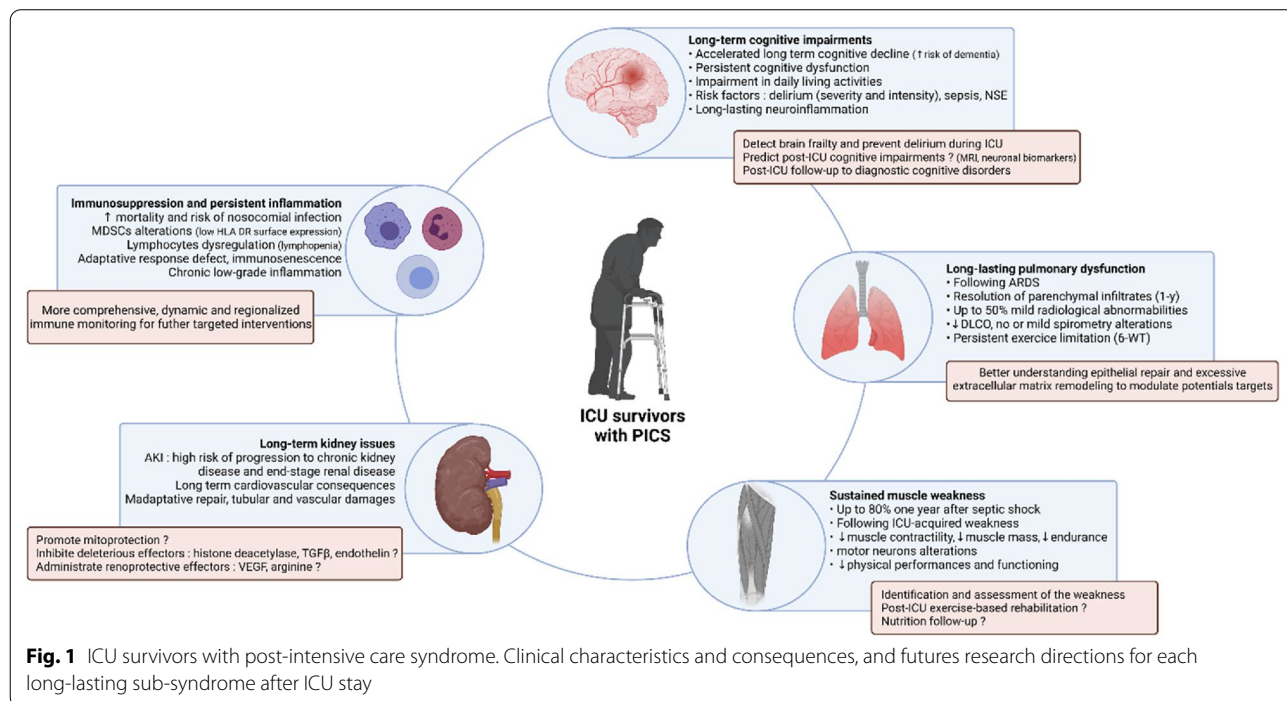 Long-term cognitive impairments
• Accelerated long term cognitive decline (↑ risk of dementia)
• Persistent cognitive dysfunction
• Impairment in daily living activities
• Risk factors : delirium (severity and intensity), sepsis, NSE
• Long-lasting neuroinflammation
Detect brain frailty and prevent delirium during ICU
Predict post-ICU cognitive impairments ? (MRI, neuronal biomarkers)
Post-ICU follow-up to diagnostic cognitive disorders
Immunosuppression and persistent inflammation
↑ mortality and risk of nosocomial infection
MDSCs alterations (low HLA DR surface expression)
Lymphocytes dysregulation (lymphopenia)
Adaptative response defect, immunosenescence
Chronic low-grade inflammation
More comprehensive, dynamic and regionalized
immune monitoring for futher targeted interventions
ICU survivors
with PICS
Long-lasting pulmonary dysfunction
• Following ARDS
• Resolution of parenchymal infiltrates (1-y)
• Up to 50% mild radiological abnormabilities
• ↓ DLCO, no or mild spirometry alterations
• Persistent exercice limitation (6-WT)
Better understanding epithelial repair and excessive
extracellular matrix remodeling to modulate potentials targets
Long-term kidney issues
AKI : high risk of progression to chronic kidney
disease and end-stage renal disease
Long term cardiovascular consequences
Madaptative repair, tubular and vascular damages
Promote mitoprotection ?
Inhibite deleterious effectors : histone deacetylase, TGFβ, endothelin ?
Administrate renoprotective effectors : VEGF, arginine ?
Sustained muscle weakness
• Up to 80% one year after septic shock
• Following ICU-acquired weakness
• ↓ muscle contractility, ↓ muscle mass, ↓ endurance
• motor neurons alterations
• ↓ physical performances and functioning
Identification and assessment of the weakness
Post-ICU exercise-based rehabilitation ?
Nutrition follow-up ?
Fig. 1 ICU survivors with post-intensive care syndrome. Clinical characteristics and consequences, and futures research directions for each
long-lasting sub-syndrome after ICU stay